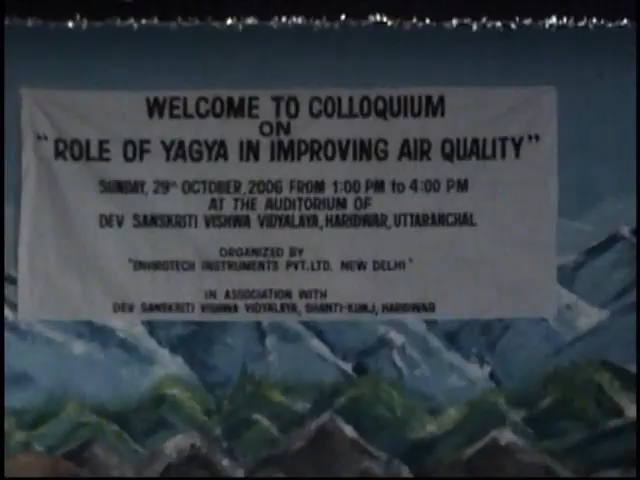 WELCOME TO COLLOQUIUM
ON
"ROLE OF YAGYA IN IMPROVING AIR QUALITY"
SUNDAY, 29th OCTOBER, 2006 FROM 1:00 PM to 4:00 PM
AT THE AUDITORIUM OF
DEV SANSKRITI VISHWA VIDYALAYA, HARIDWAR, UTTARANCHAL
ORGANIZED BY
"ENVIROTECH INSTRUMENTS PVT.LTD. NEW DELHI"
IN ASSOCIATION WITH
DEV SANSKRITI VISHWA VIDYALAYA, SHANTI-KUNJ, HARIDWAR